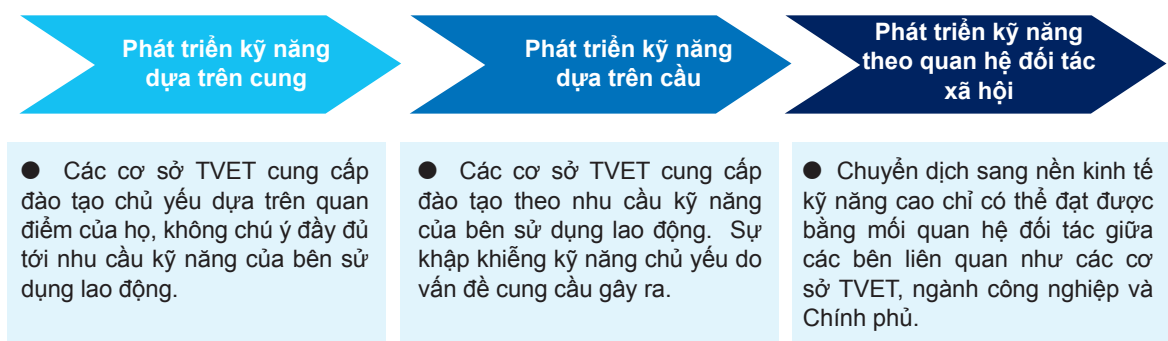 Phát triển kỹ năng
dựa trên cung
Phát triển kỹ năng
dựa trên cầu
Phát triển kỹ năng
theo quan hệ đối tác
xã hội
● Các cơ sở TVET cung cấp
đào tạo chủ yếu dựa trên quan
điểm của họ, không chú ý đầy đủ
tới nhu cầu kỹ năng của bên sử
dụng lao động.
● Các cơ sở TVET cung cấp
đào tạo theo nhu cầu kỹ năng
của bên sử dụng lao động. Sự
khập khiễng kỹ năng chủ yếu do
vấn đề cung cầu gây ra.
● Chuyển dịch sang nền kinh tế
kỹ năng cao chỉ có thể đạt được
bằng mối quan hệ đối tác giữa
các bên liên quan như các cơ
sở TVET, ngành công nghiệp và
Chính phủ.